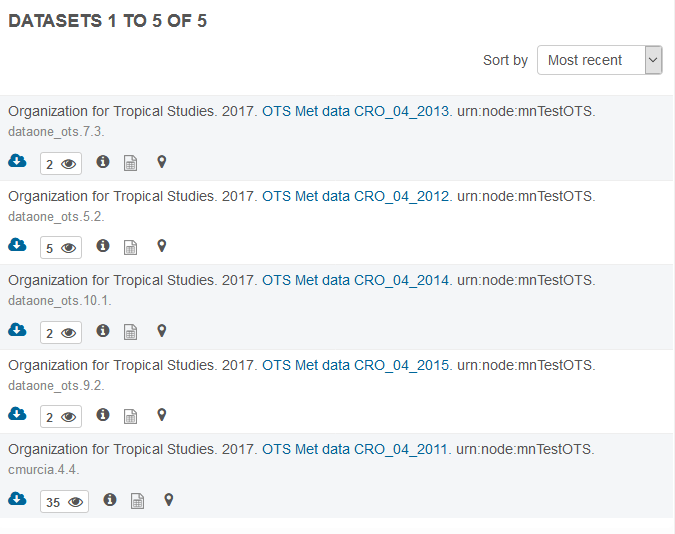 DATASETS 1 TO 5 OF 5
Sort by Most recent
Organization for Tropical Studies. 2017. OTS Met data CRO_04_2013. urn:node:mnTestOTS.
dataone_ots.7.3.
2
Organization for Tropical Studies. 2017. OTS Met data CRO_04_2012. urn:node:mnTestOTS.
dataone_ots.5.2.
5
Organization for Tropical Studies. 2017. OTS Met data CRO_04_2014. urn:node:mnTestOTS.
dataone_ots.10.1.
2
Organization for Tropical Studies. 2017. OTS Met data CRO_04_2015. urn:node:mnTestOTS.
dataone_ots.9.2.
2
Organization for Tropical Studies. 2017. OTS Met data CRO_04_2011. urn:node:mnTestOTS.
cmurcia.4.4.
35